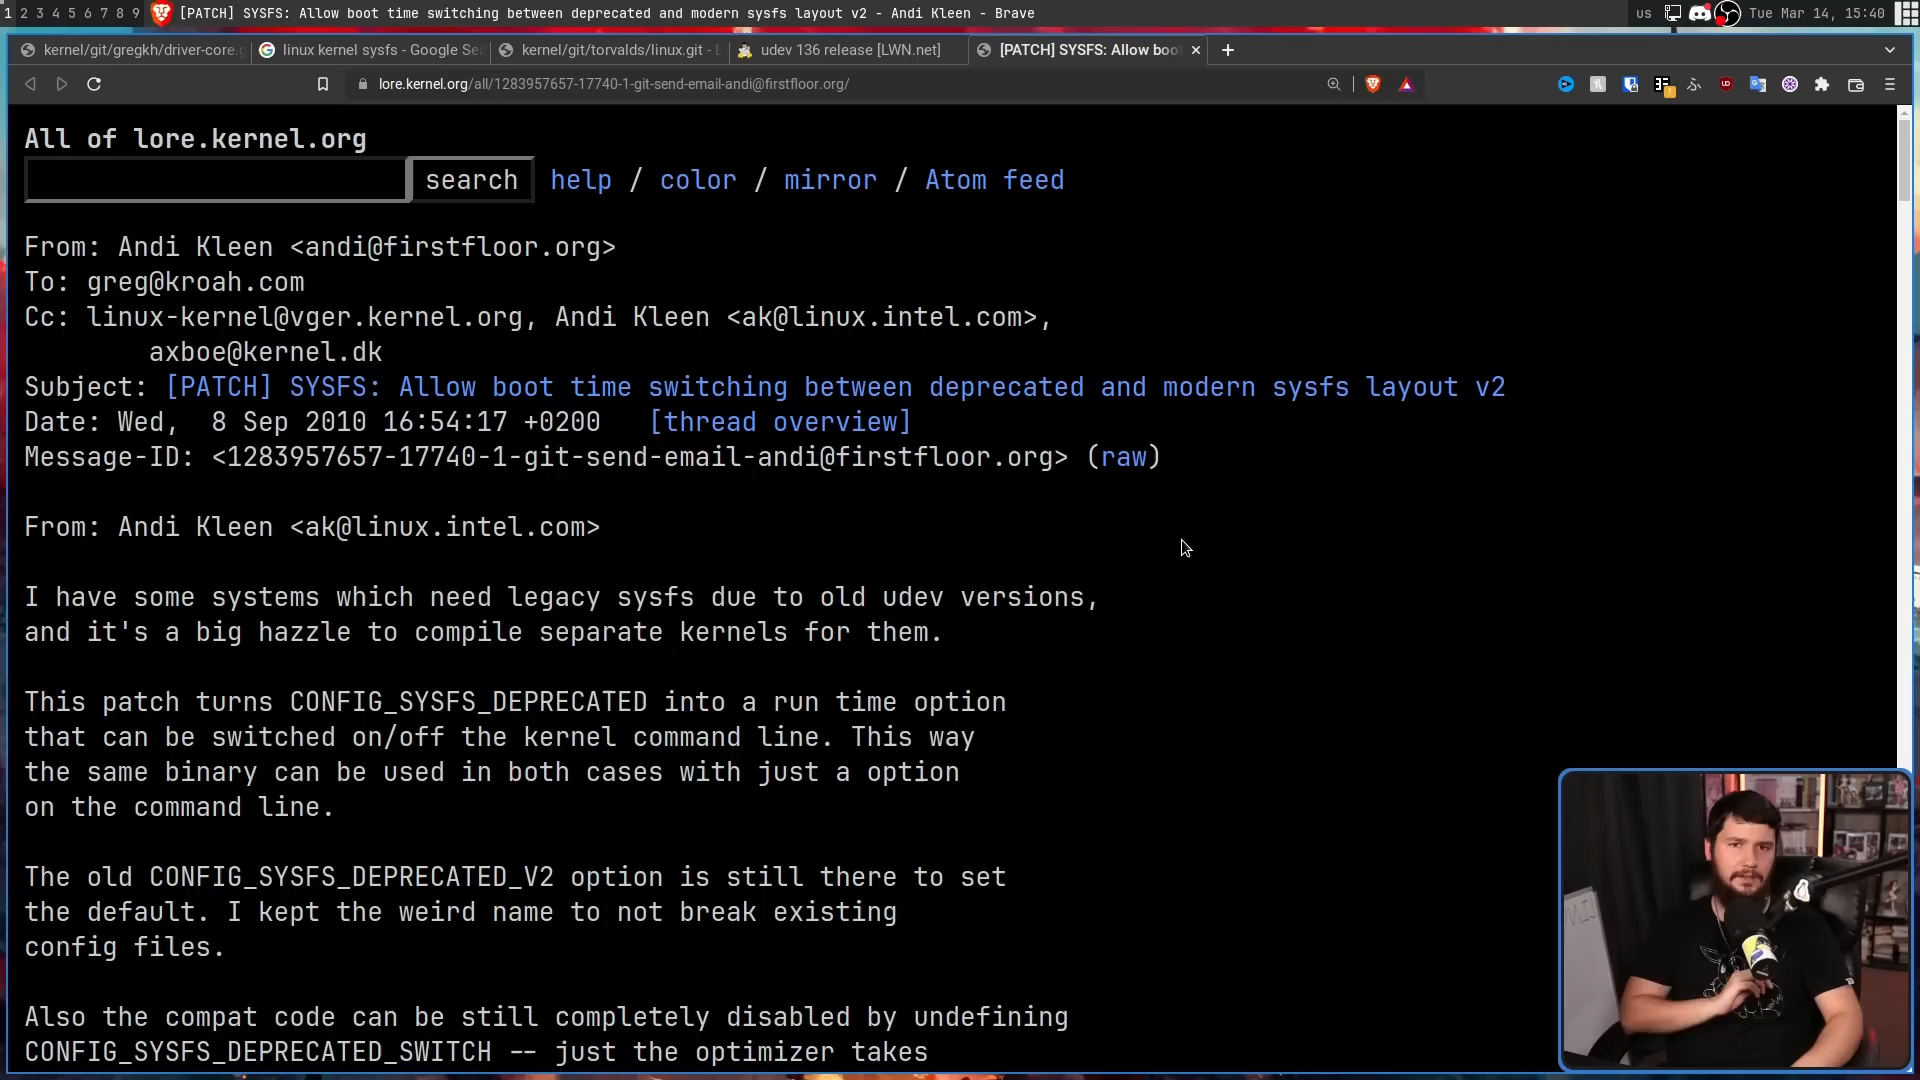 1 2 3 4 5 6 7 8 9 [PATCH] SYSFS: Allow boot time switching between deprecated and modern sysfs layout v2 - Andi Kleen - Brave us Tue Mar 14, 15:40
kernel/git/gregkh/driver-core.g linux kernel sysfs - Google Se kernel/git/torvalds/linux.git - L udev 136 release [LWN.net] [PATCH] SYSFS: Allow boo
lore.kernel.org/all/1283957657-17740-1-git-send-email-andi@firstfloor.org/
All of lore.kernel.org
search help / color / mirror / Atom feed
From: Andi Kleen <andi@firstfloor.org>
To: greg@kroah.com
Cc: linux-kernel@vger.kernel.org, Andi Kleen <ak@linux.intel.com>,
axboe@kernel.dk
Subject: [PATCH] SYSFS: Allow boot time switching between deprecated and modern sysfs layout v2
Date: Wed, 8 Sep 2010 16:54:17 +0200 [thread overview]
Message-ID: <1283957657-17740-1-git-send-email-andi@firstfloor.org> (raw)
From: Andi Kleen <ak@linux.intel.com>
I have some systems which need legacy sysfs due to old udev versions,
and it's a big hazzle to compile separate kernels for them.
This patch turns CONFIG_SYSFS_DEPRECATED into a run time option
that can be switched on/off the kernel command line. This way
the same binary can be used in both cases with just a option
on the command line.
The old CONFIG_SYSFS_DEPRECATED_V2 option is still there to set
the default. I kept the weird name to not break existing
config files.
Also the compat code can be still completely disabled by undefining
CONFIG_SYSFS_DEPRECATED_SWITCH -- just the optimizer takes